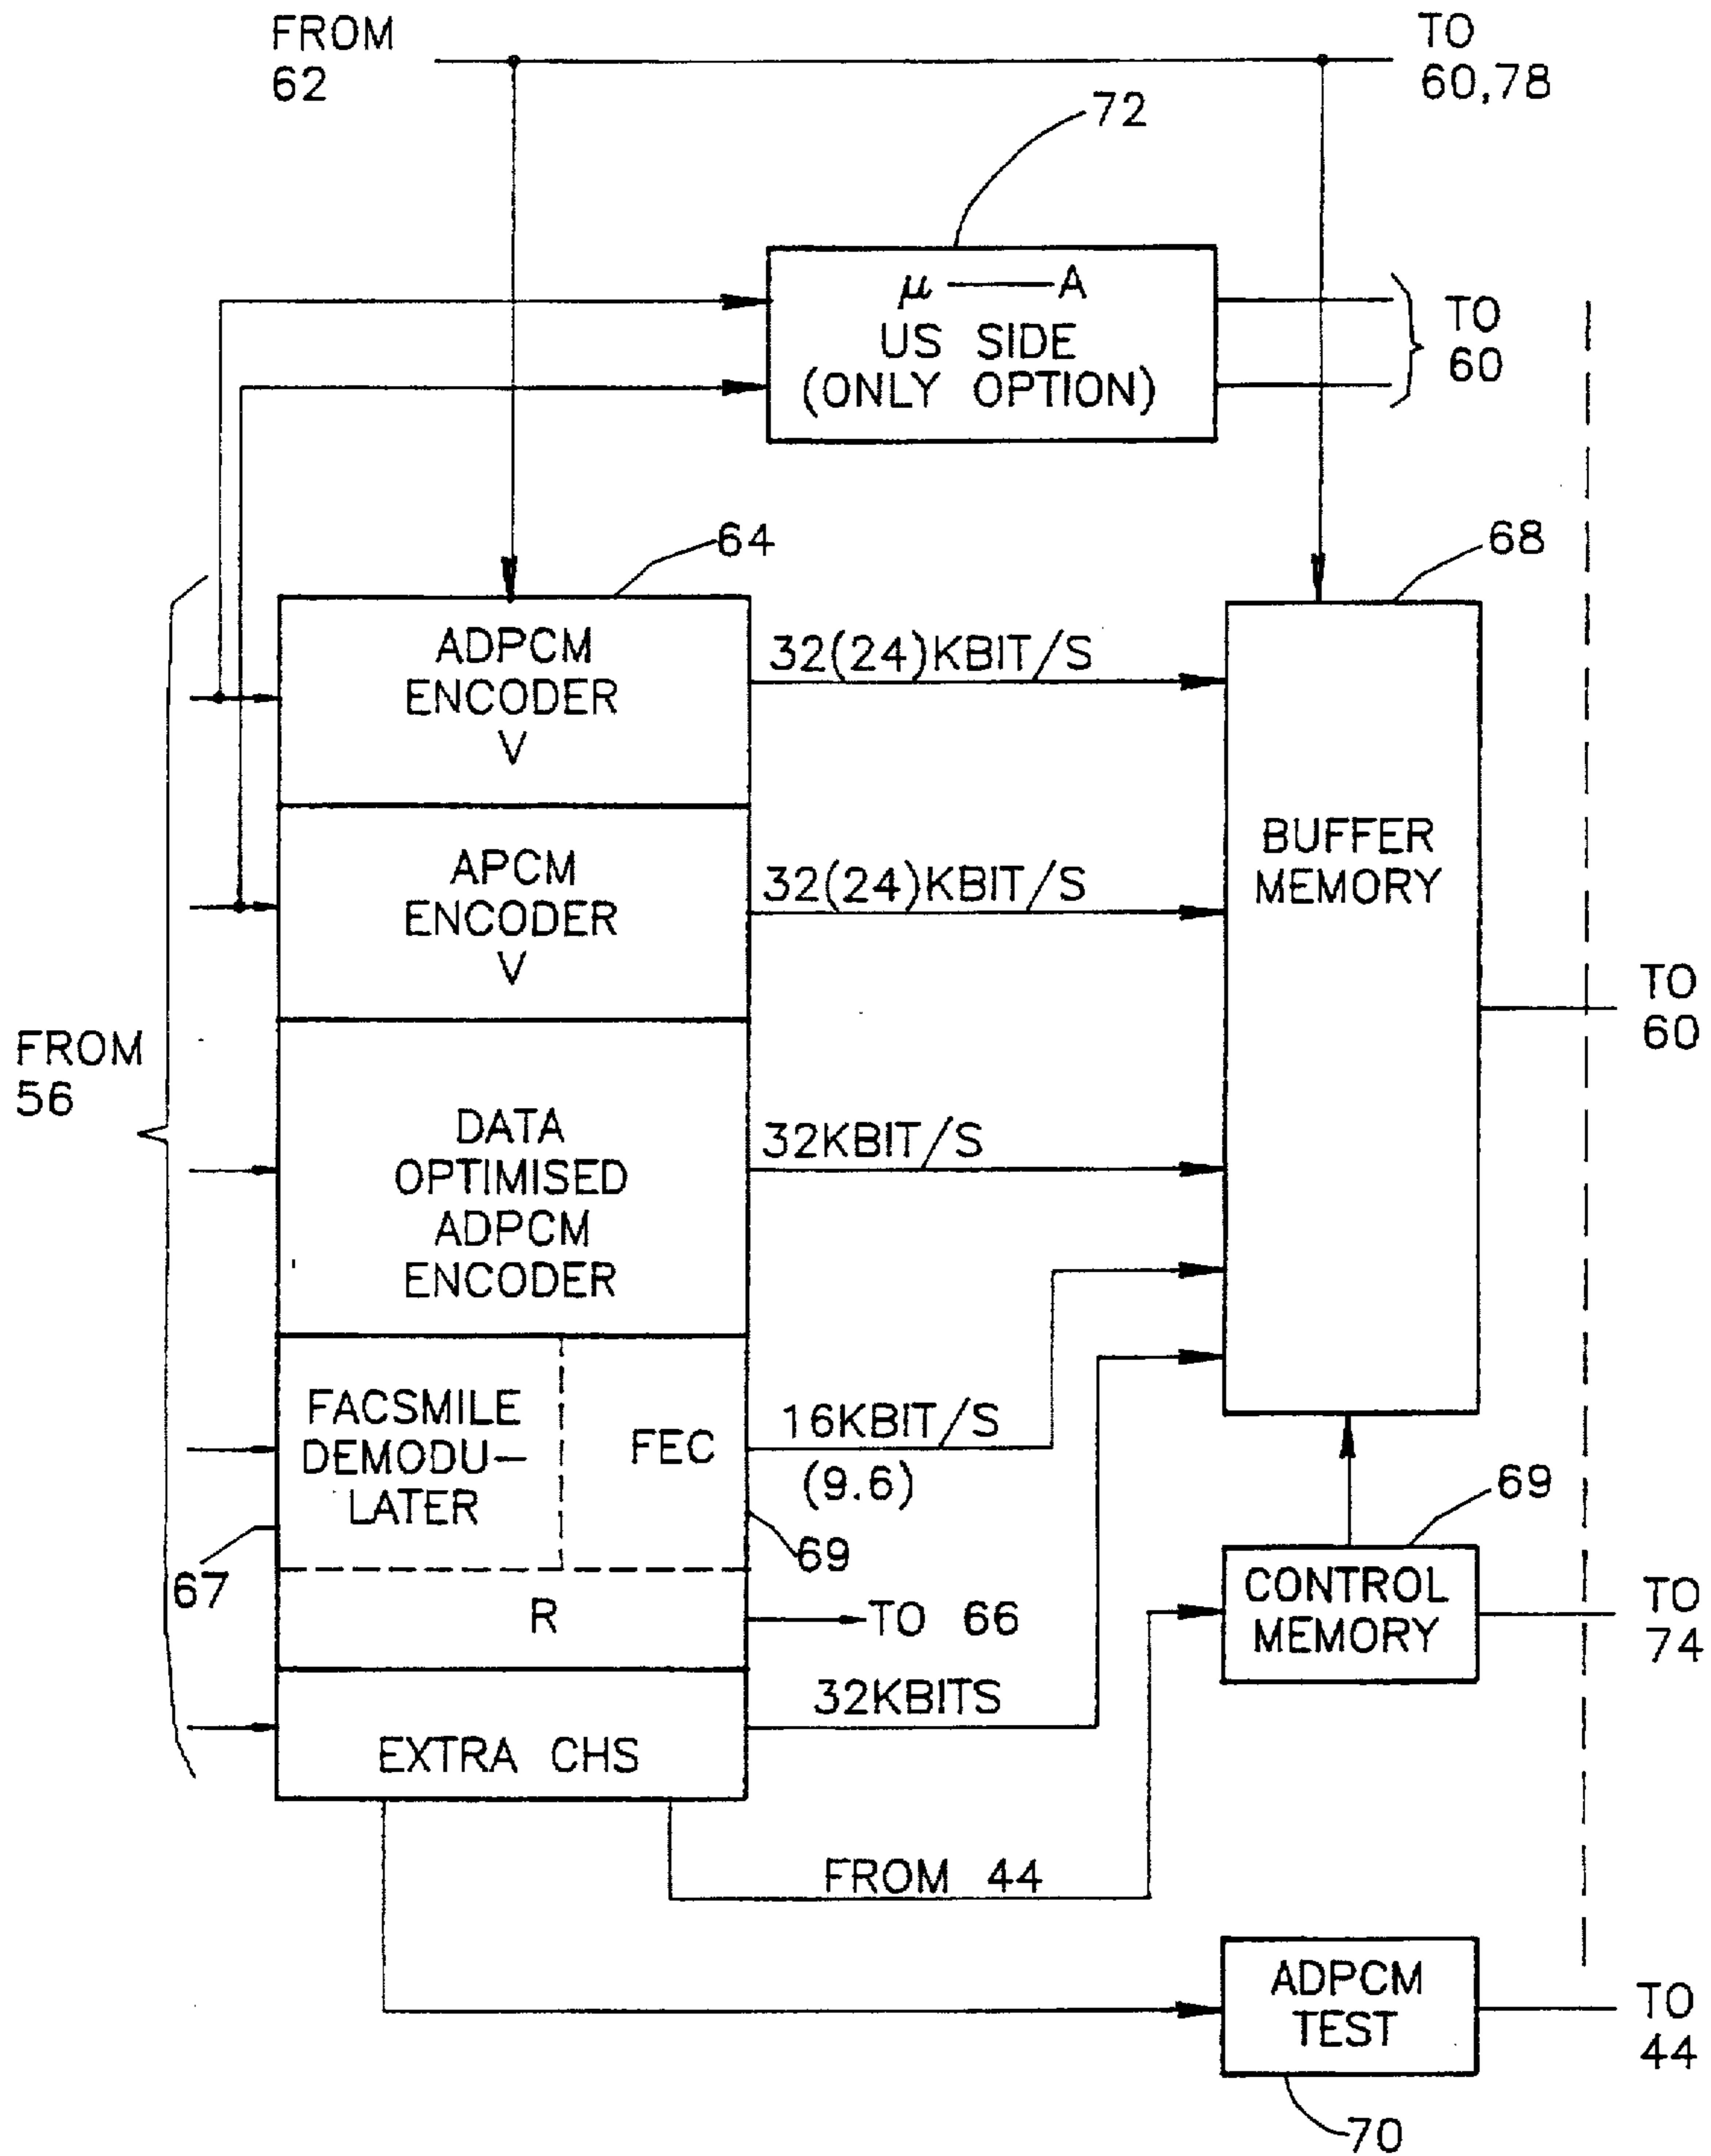 FROM
62
TO
60,78
72
μ — A
US SIDE
(ONLY OPTION)
TO
60
64
68
ADPCM
ENCODER
V
32(24)KBIT/S
APCM
ENCODER
V
32(24)KBIT/S
BUFFER
MEMORY
TO
60
FROM
56
DATA
OPTIMISED
ADPCM
ENCODER
32KBIT/S
FACSMILE
DEMODU-
LATER
FEC
16KBIT/S
(9.6)
67
69
69
CONTROL
MEMORY
TO
74
R
TO 66
32KBITS
EXTRA CHS
FROM 44
ADPCM
TEST
TO
44
70